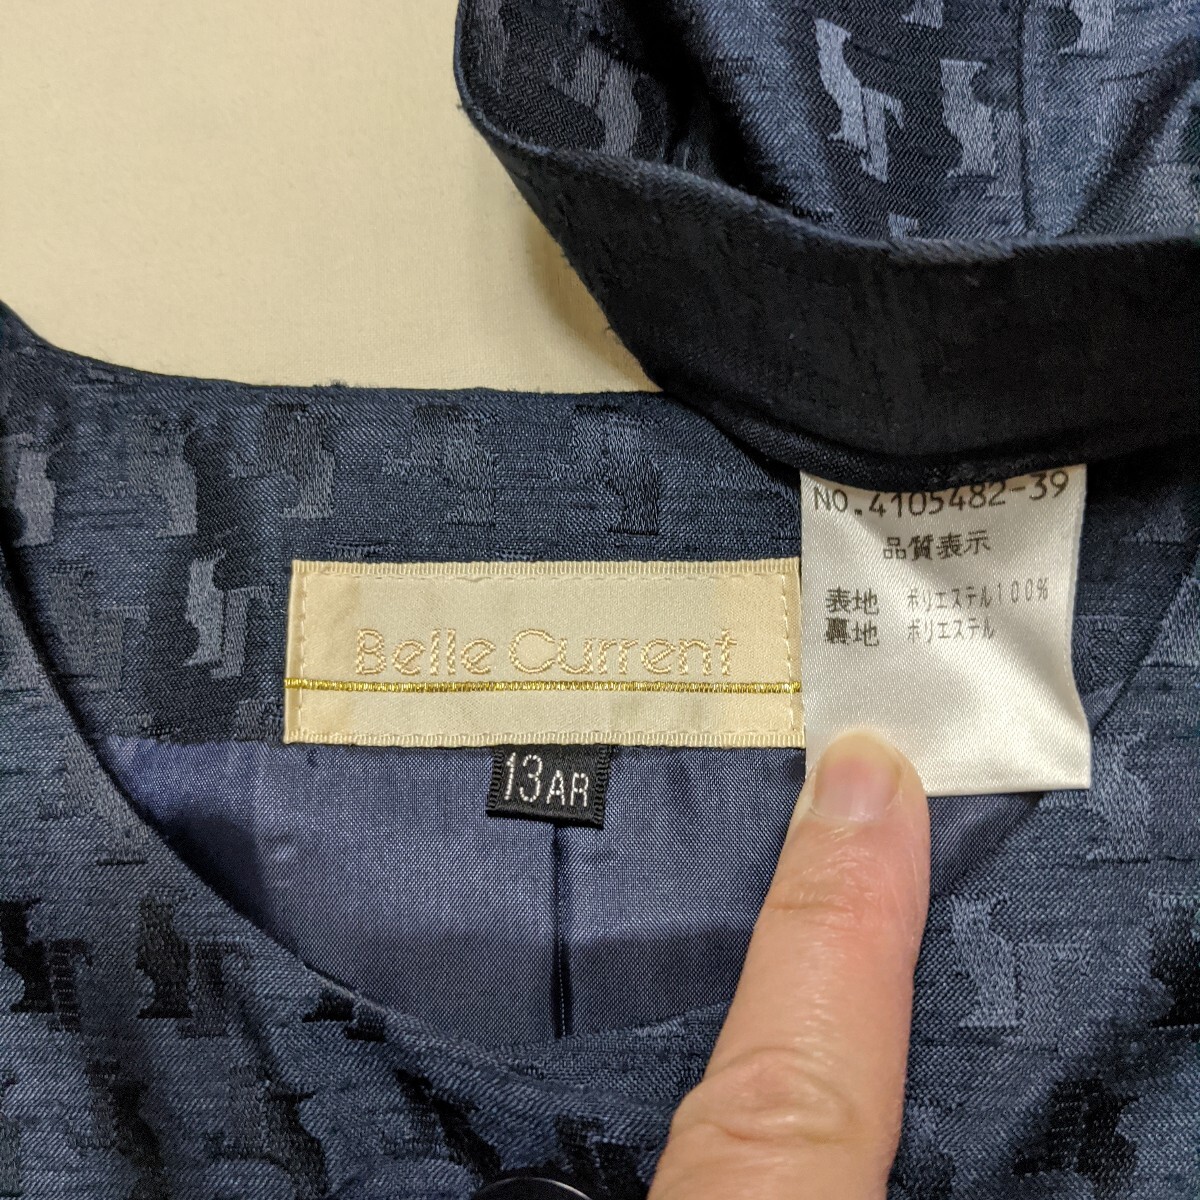 Belle Current
13AR
No.4105482-39
品質表示
表地 ポリエステル100%
裏地 ポリエステル